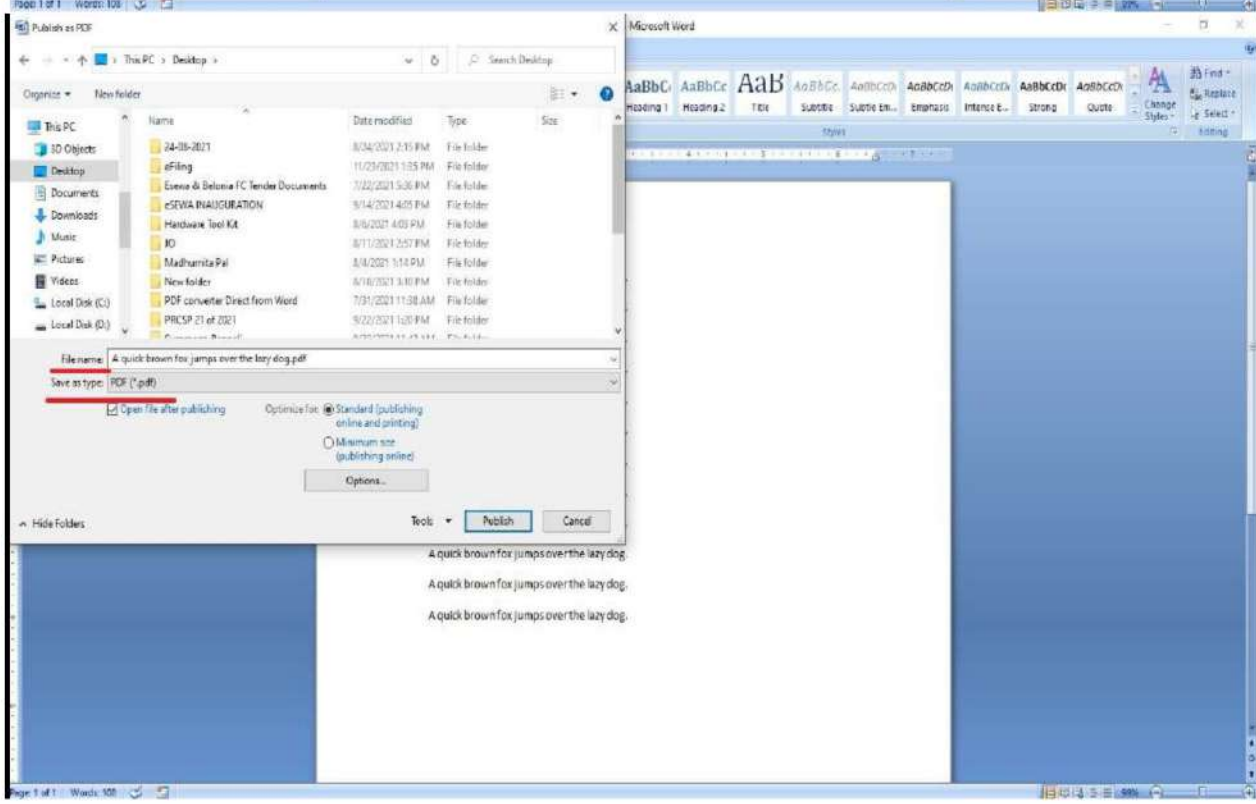 Page: 1 of 1 Words: 108
Publish as PDF
Microsoft Word
This PC > Desktop >
Search Desktop
Organize New folder
Name Date modified Type Size
This PC
3D Objects
Desktop
Documents
Downloads
Music
Pictures
Videos
Local Disk (C:)
Local Disk (D:)
24-08-2021 8/24/2021 2:15 PM File folder
eFiling 11/23/2021 1:35 PM File folder
Esewa & Belonia FC Tender Documents 7/22/2021 5:36 PM File folder
eSEWA INAUGURATION 9/14/2021 4:05 PM File folder
Hardware Tool Kit 8/6/2021 4:03 PM File folder
IO 8/11/2021 2:57 PM File folder
Madhumita Pal 8/4/2021 1:14 PM File folder
New folder 8/18/2021 3:10 PM File folder
PDF converter Direct from Word 7/31/2021 11:38 AM File folder
PRCSP 21 of 2021 9/22/2021 1:20 PM File folder
File name: A quick brown fox jumps over the lazy dog.pdf
Save as type: PDF (*.pdf)
Open file after publishing
Optimize for: Standard (publishing
online and printing)
Minimum size
(publishing online)
Options...
Hide Folders
Tools Publish Cancel
AaBbC AaBbCc AaB AaBbCc. AaBbCcDi AaBbCcDi AaBbCcDi AaBbCcDc AaBbCcDi
Heading 1 Heading 2 Title Subtitle Subtle Em... Emphasis Intense E... Strong Quote
Change
Styles
Styles
Find
Replace
Select
Editing
A quick brown fox jumps over the lazy dog.
A quick brown fox jumps over the lazy dog.
A quick brown fox jumps over the lazy dog.
Page: 1 of 1 Words: 108
99%